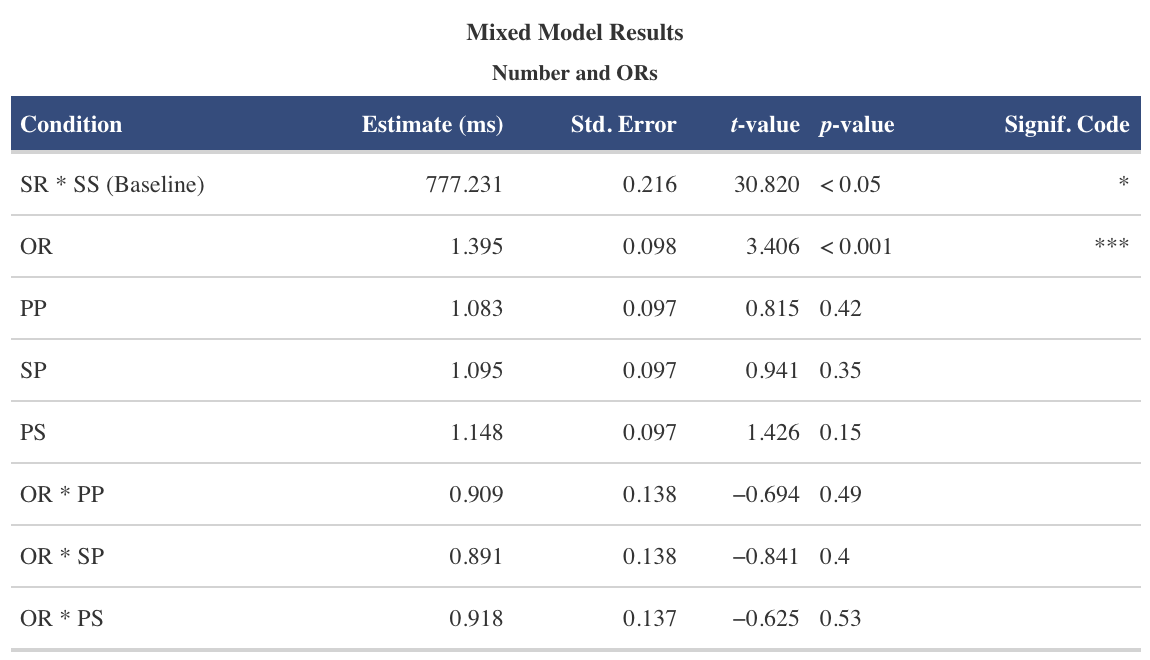 Mixed Model Results
Number and ORs
Condition Estimate (ms) Std. Error t-value p-value Signif. Code
SR * SS (Baseline) 777.231 0.216 30.820 < 0.05 *
OR 1.395 0.098 3.406 < 0.001 ***
PP 1.083 0.097 0.815 0.42
SP 1.095 0.097 0.941 0.35
PS 1.148 0.097 1.426 0.15
OR * PP 0.909 0.138 −0.694 0.49
OR * SP 0.891 0.138 −0.841 0.4
OR * PS 0.918 0.137 −0.625 0.53